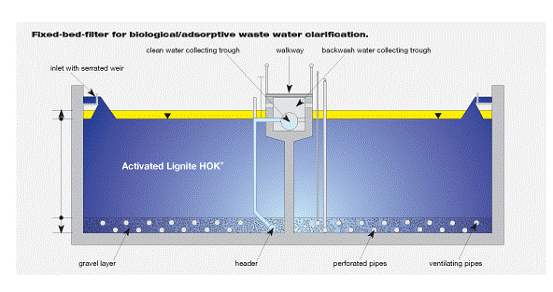 Fixed-bed-filter for biological/adsorptive waste water clarification.
clean water collecting trough
walkway
backwash water collecting trough
inlet with serrated weir
Activated Lignite HOK®
gravel layer
header
perforated pipes
ventilating pipes